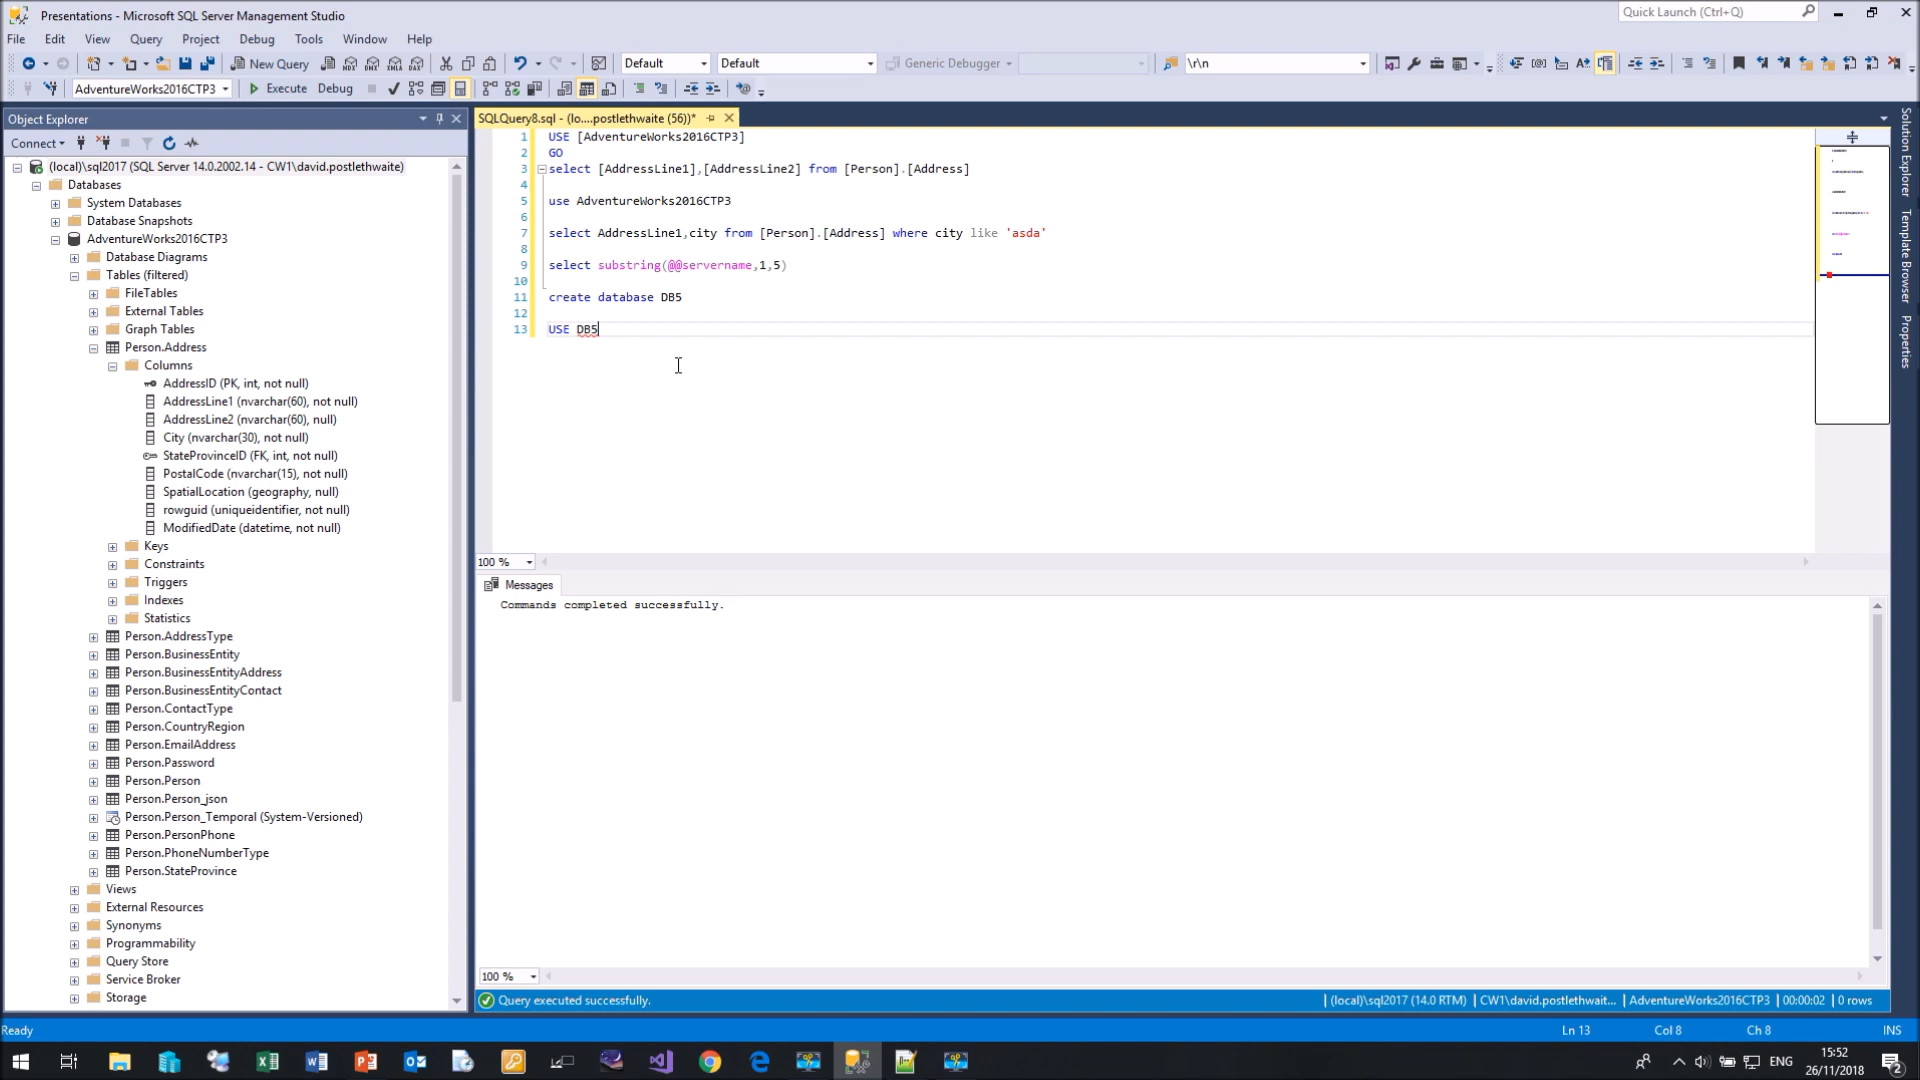 Presentations - Microsoft SQL Server Management Studio
Quick Launch (Ctrl+Q)
File Edit View Query Project Debug Tools Window Help
New Query
Default
Default
Generic Debugger
\r\n
AdventureWorks2016CTP3
Execute Debug
Object Explorer
Connect
(local)\sql2017 (SQL Server 14.0.2002.14 - CW1\david.postlethwaite)
Databases
System Databases
Database Snapshots
AdventureWorks2016CTP3
Database Diagrams
Tables (filtered)
FileTables
External Tables
Graph Tables
Person.Address
Columns
AddressID (PK, int, not null)
AddressLine1 (nvarchar(60), not null)
AddressLine2 (nvarchar(60), null)
City (nvarchar(30), not null)
StateProvinceID (FK, int, not null)
PostalCode (nvarchar(15), not null)
SpatialLocation (geography, null)
rowguid (uniqueidentifier, not null)
ModifiedDate (datetime, not null)
Keys
Constraints
Triggers
Indexes
Statistics
Person.AddressType
Person.BusinessEntity
Person.BusinessEntityAddress
Person.BusinessEntityContact
Person.ContactType
Person.CountryRegion
Person.EmailAddress
Person.Password
Person.Person
Person.Person_json
Person.Person_Temporal (System-Versioned)
Person.PersonPhone
Person.PhoneNumberType
Person.StateProvince
Views
External Resources
Synonyms
Programmability
Query Store
Service Broker
Storage
SQLQuery8.sql - (lo....postlethwaite (56))*
1 USE [AdventureWorks2016CTP3]
2 GO
3 select [AddressLine1],[AddressLine2] from [Person].[Address]
4
5 use AdventureWorks2016CTP3
6
7 select AddressLine1,city from [Person].[Address] where city like 'asda'
8
9 select substring(@@servername,1,5)
10
11 create database DB5
12
13 USE DB5
100 %
Messages
Commands completed successfully.
100 %
Query executed successfully.
(local)\sql2017 (14.0 RTM) CW1\david.postlethwait... AdventureWorks2016CTP3 00:00:02 0 rows
Solution Explorer
Template Browser
Properties
Ready
Ln 13 Col 8 Ch 8 INS
ENG
15:52
26/11/2018
2